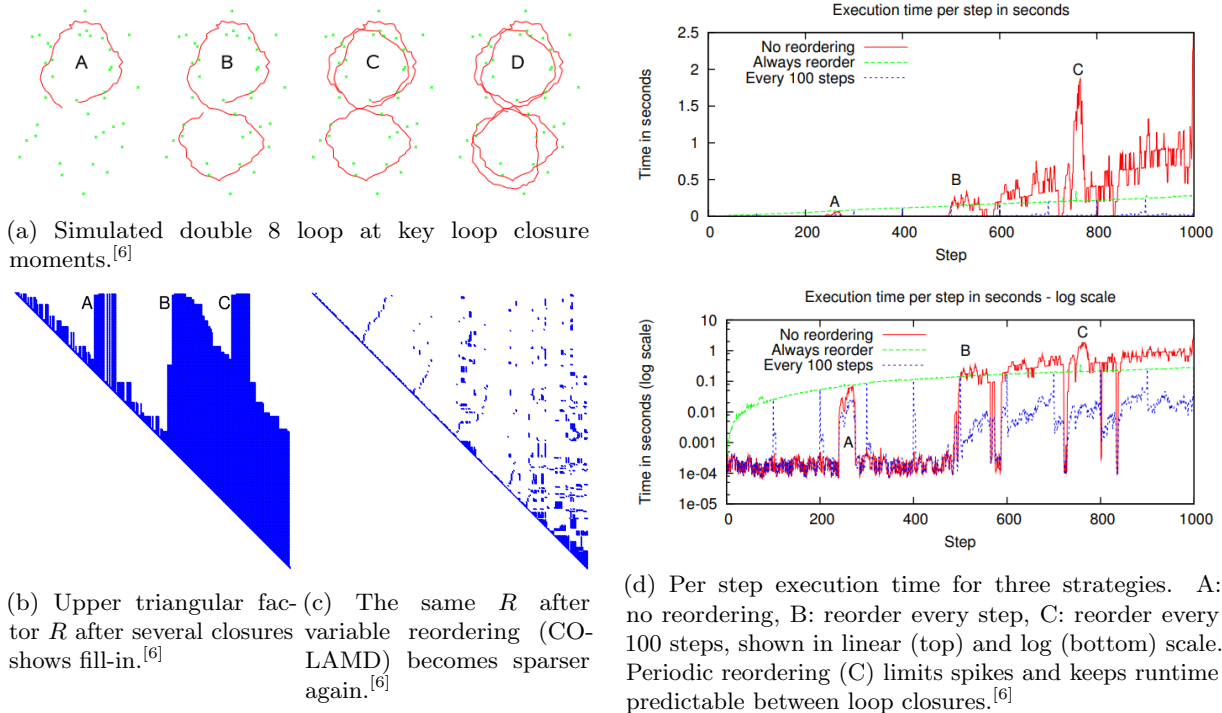 A
B
C
D
(a) Simulated double 8 loop at key loop closure
moments.[6]
A
B
C
(b) Upper triangular fac-
tor R after several closures
shows fill-in.[6]
(c) The same R after
variable reordering (CO-
LAMD) becomes sparser
again.[6]
Execution time per step in seconds
No reordering
Always reorder
Every 100 steps
Time in seconds
2.5
2
1.5
1
0.5
0
A
B
C
0
200
400
600
800
1000
Step
Execution time per step in seconds - log scale
No reordering
Always reorder
Every 100 steps
Time in seconds (log scale)
10
1
0.1
0.01
0.001
1e-04
1e-05
A
B
C
0
200
400
600
800
1000
Step
(d) Per step execution time for three strategies. A:
no reordering, B: reorder every step, C: reorder every
100 steps, shown in linear (top) and log (bottom) scale.
Periodic reordering (C) limits spikes and keeps runtime
predictable between loop closures.[6]